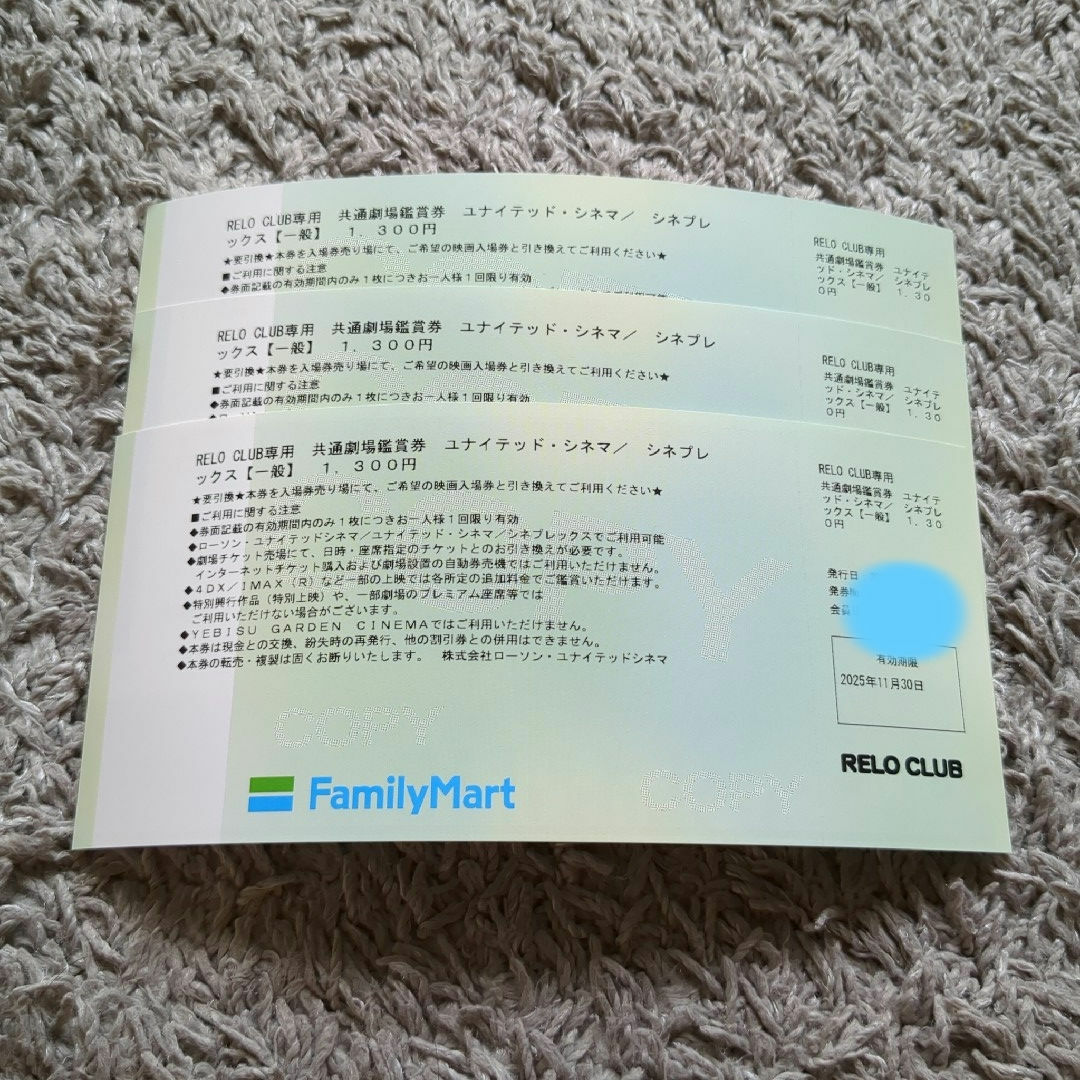 RELO CLUB専用 共通劇場鑑賞券 ユナイテッド・シネマ／ シネプレ
ックス【一般】 1，300円
★要引換★本券を入場券売り場にて、ご希望の映画入場券と引き換えてご利用ください★
■ご利用に関する注意
◆券面記載の有効期間内のみ1枚につきお一人様1回限り有効
RELO CLUB専用
共通劇場鑑賞券 ユナイテ
ッド・シネマ／ シネプレ
ックス【一般】 1，30
0円
RELO CLUB専用 共通劇場鑑賞券 ユナイテッド・シネマ／ シネプレ
ックス【一般】 1，300円
★要引換★本券を入場券売り場にて、ご希望の映画入場券と引き換えてご利用ください★
■ご利用に関する注意
◆券面記載の有効期間内のみ1枚につきお一人様1回限り有効
RELO CLUB専用
共通劇場鑑賞券 ユナイテ
ッド・シネマ／ シネプレ
ックス【一般】 1，30
0円
RELO CLUB専用 共通劇場鑑賞券 ユナイテッド・シネマ／ シネプレ
ックス【一般】 1，300円
★要引換★本券を入場券売り場にて、ご希望の映画入場券と引き換えてご利用ください★
■ご利用に関する注意
◆券面記載の有効期間内のみ1枚につきお一人様1回限り有効
◆ローソン・ユナイテッドシネマ／ユナイテッド・シネマ／シネプレックスでご利用可能
◆劇場チケット売場にて、日時・座席指定のチケットとのお引き換えが必要です。
インターネットチケット購入および劇場設置の自動券売機ではご利用いただけません。
◆4DX／IMAX（R）など一部の上映では各所定の追加料金でご鑑賞いただけます。
◆特別興行作品（特別上映）や、一部劇場のプレミアム座席等では
ご利用いただけない場合がございます。
◆YEBISU GARDEN CINEMAではご利用いただけません。
◆本券は現金との交換、紛失時の再発行、他の割引券との併用はできません。
◆本券の転売・複製は固くお断りいたします。 株式会社ローソン・ユナイテッドシネマ
RELO CLUB専用
共通劇場鑑賞券 ユナイテ
ッド・シネマ／ シネプレ
ックス【一般】 1，30
0円
発行日
発券No
会員
有効期限
2025年11月30日
COPY
COPY
COPY
FamilyMart
RELO CLUB